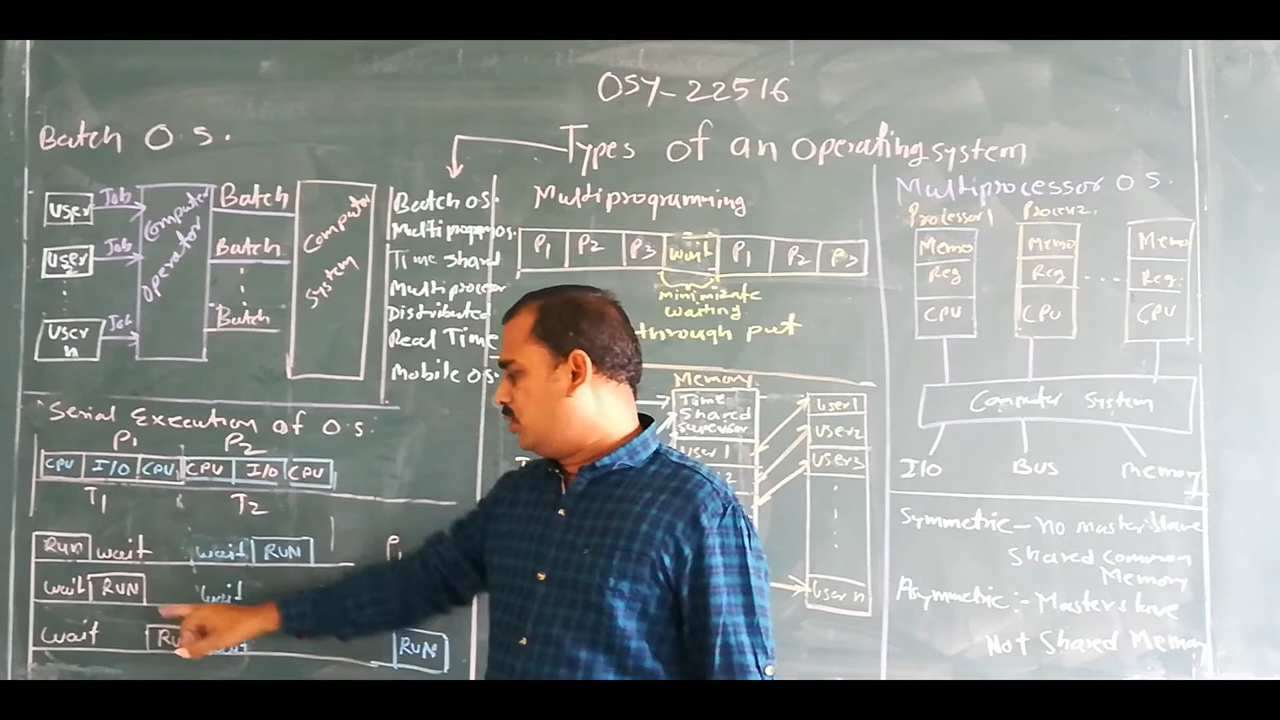 OSY-22516
Types of an Operating system
Batch O.S.
User
Job
User
2
Job
User
n
Job
Computer
Operator
Batch
Batch
Batch
Computer
System
Batch OS.
Time Shard
Distributed
Real Time
Mobile OS.
Serial Execution of O.S.
P1
P2
CPU I/O CPU CPU I/O CPU
T1
T2
RUN wait wait RUN
wait RUN wait
wait RUN
Multiprogramming
P1 P2 P3 wait P1 P2 P3
waiting
through put
Memory
Time
Shared
Supervisor
User 1
User 1
User 2
User 3
User n
Multiprocessor O.S.
Processor 1
Memo
Reg
CPU
Memo
Reg
CPU
....
Memo
Reg.
CPU
Computer System
I/O
BUS
Memory
Symmetric - No master slave
Shared common
Memory
Asymmetric :- Master slave
Not Shared Memory